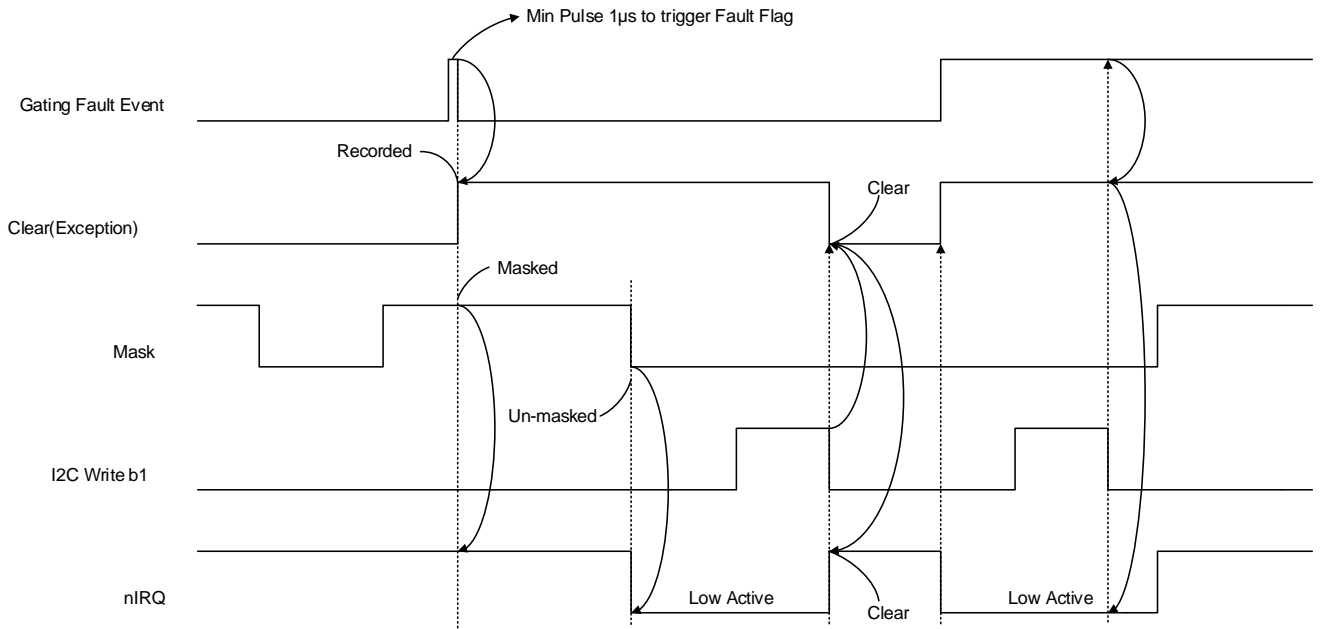 Min Pulse 1µs to trigger Fault Flag
Gating Fault Event
Recorded
Clear
Clear(Exception)
Masked
Mask
Un-masked
I2C Write b1
nIRQ
Low Active
Clear
Low Active